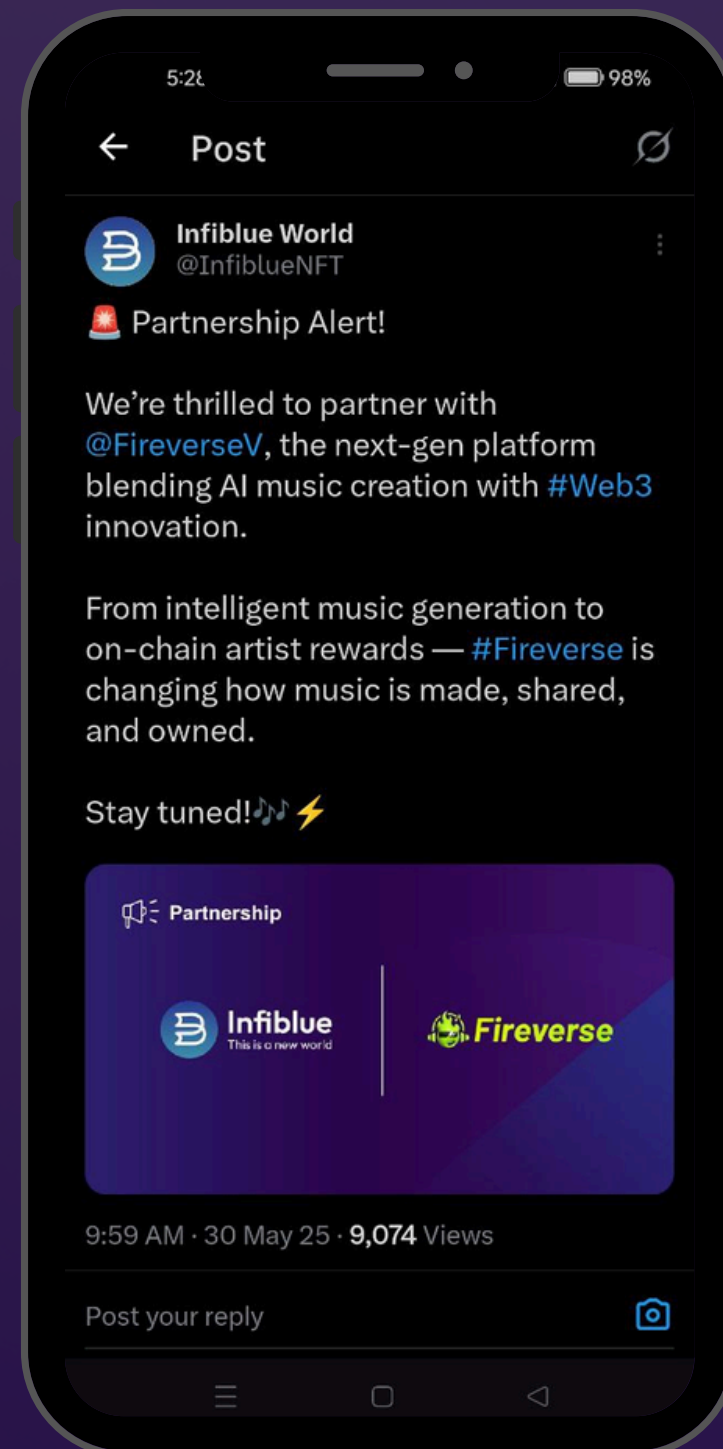 5:28
98%
Post
Infiblue World
@InfiblueNFT
🚨 Partnership Alert!
We’re thrilled to partner with
@FireverseV, the next-gen platform
blending AI music creation with #Web3
innovation.
From intelligent music generation to
on-chain artist rewards — #Fireverse is
changing how music is made, shared,
and owned.
Stay tuned!🎶⚡
Partnership
Infiblue
This is a new world
Fireverse
9:59 AM · 30 May 25 · 9,074 Views
Post your reply